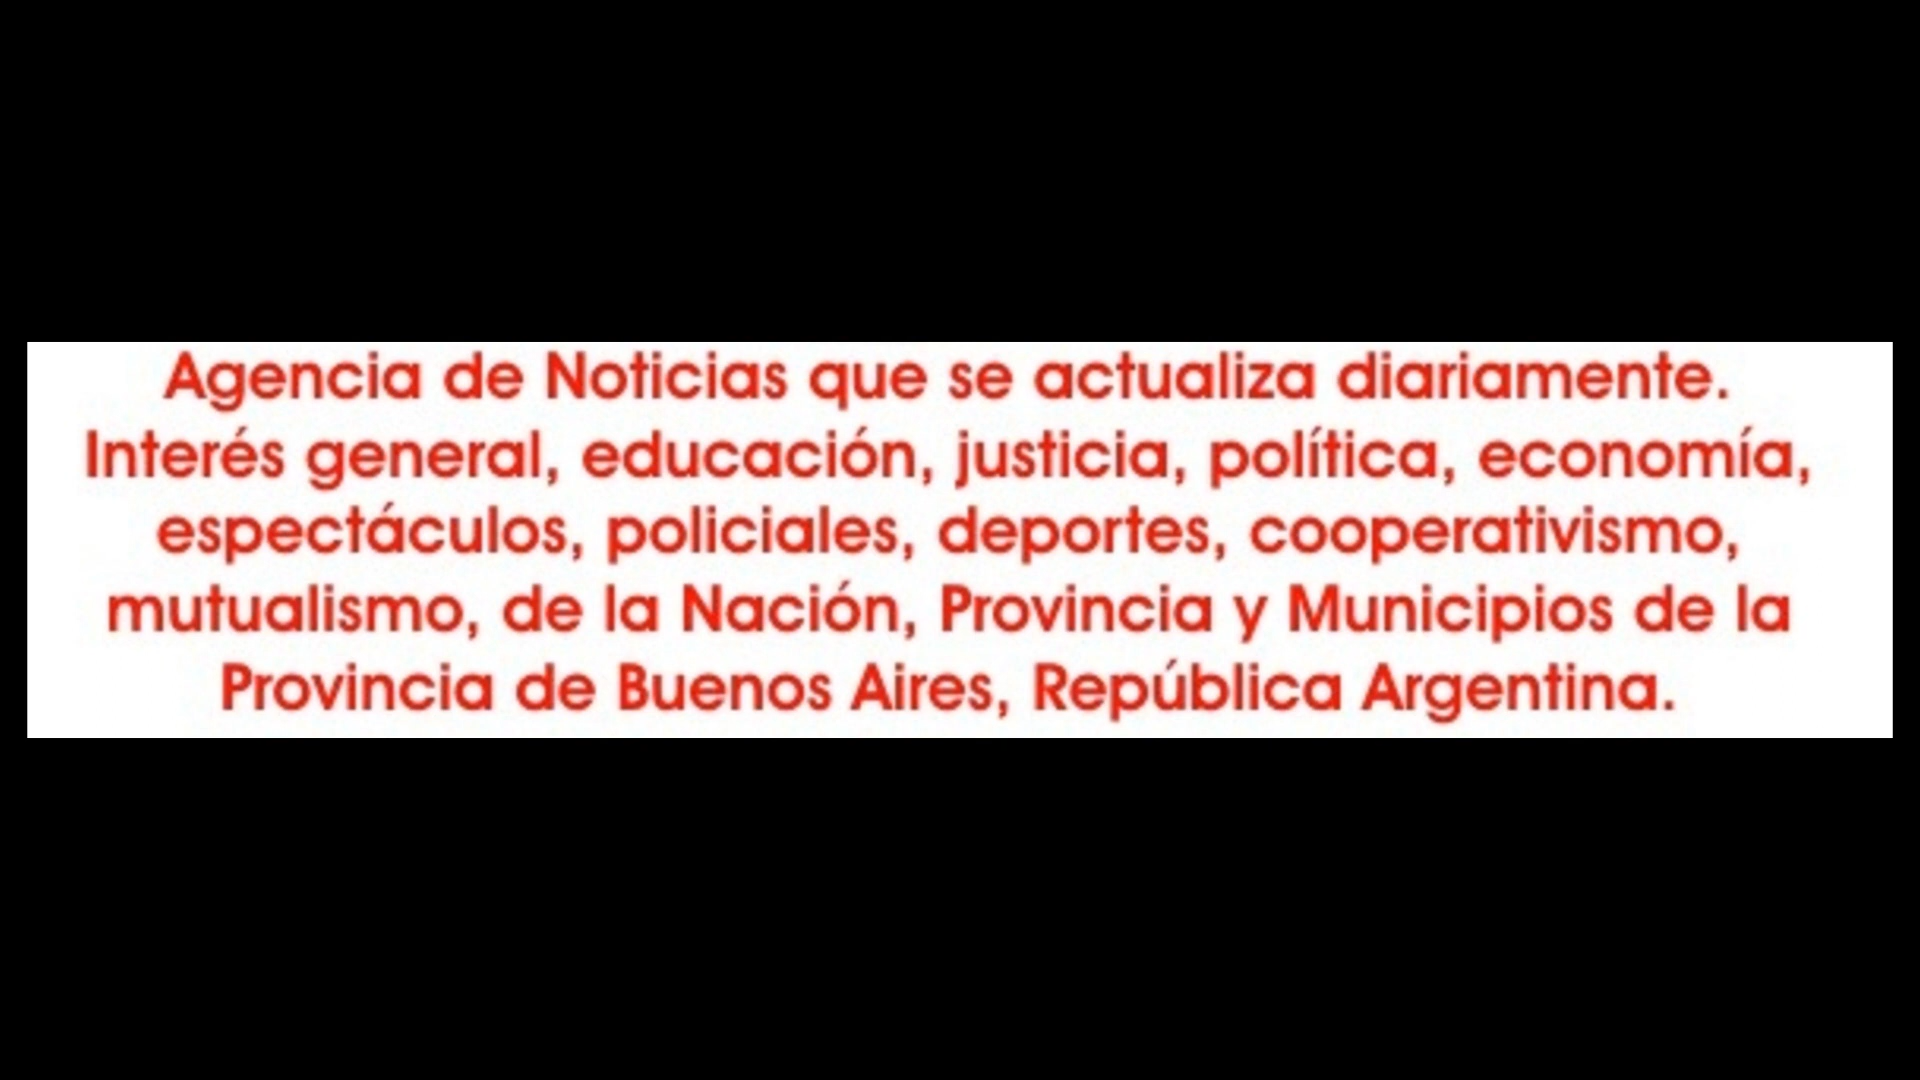 Agencia de Noticias que se actualiza diariamente.
Interés general, educación, justicia, política, economía,
espectáculos, policiales, deportes, cooperativismo,
mutualismo, de la Nación, Provincia y Municipios de la
Provincia de Buenos Aires, República Argentina.